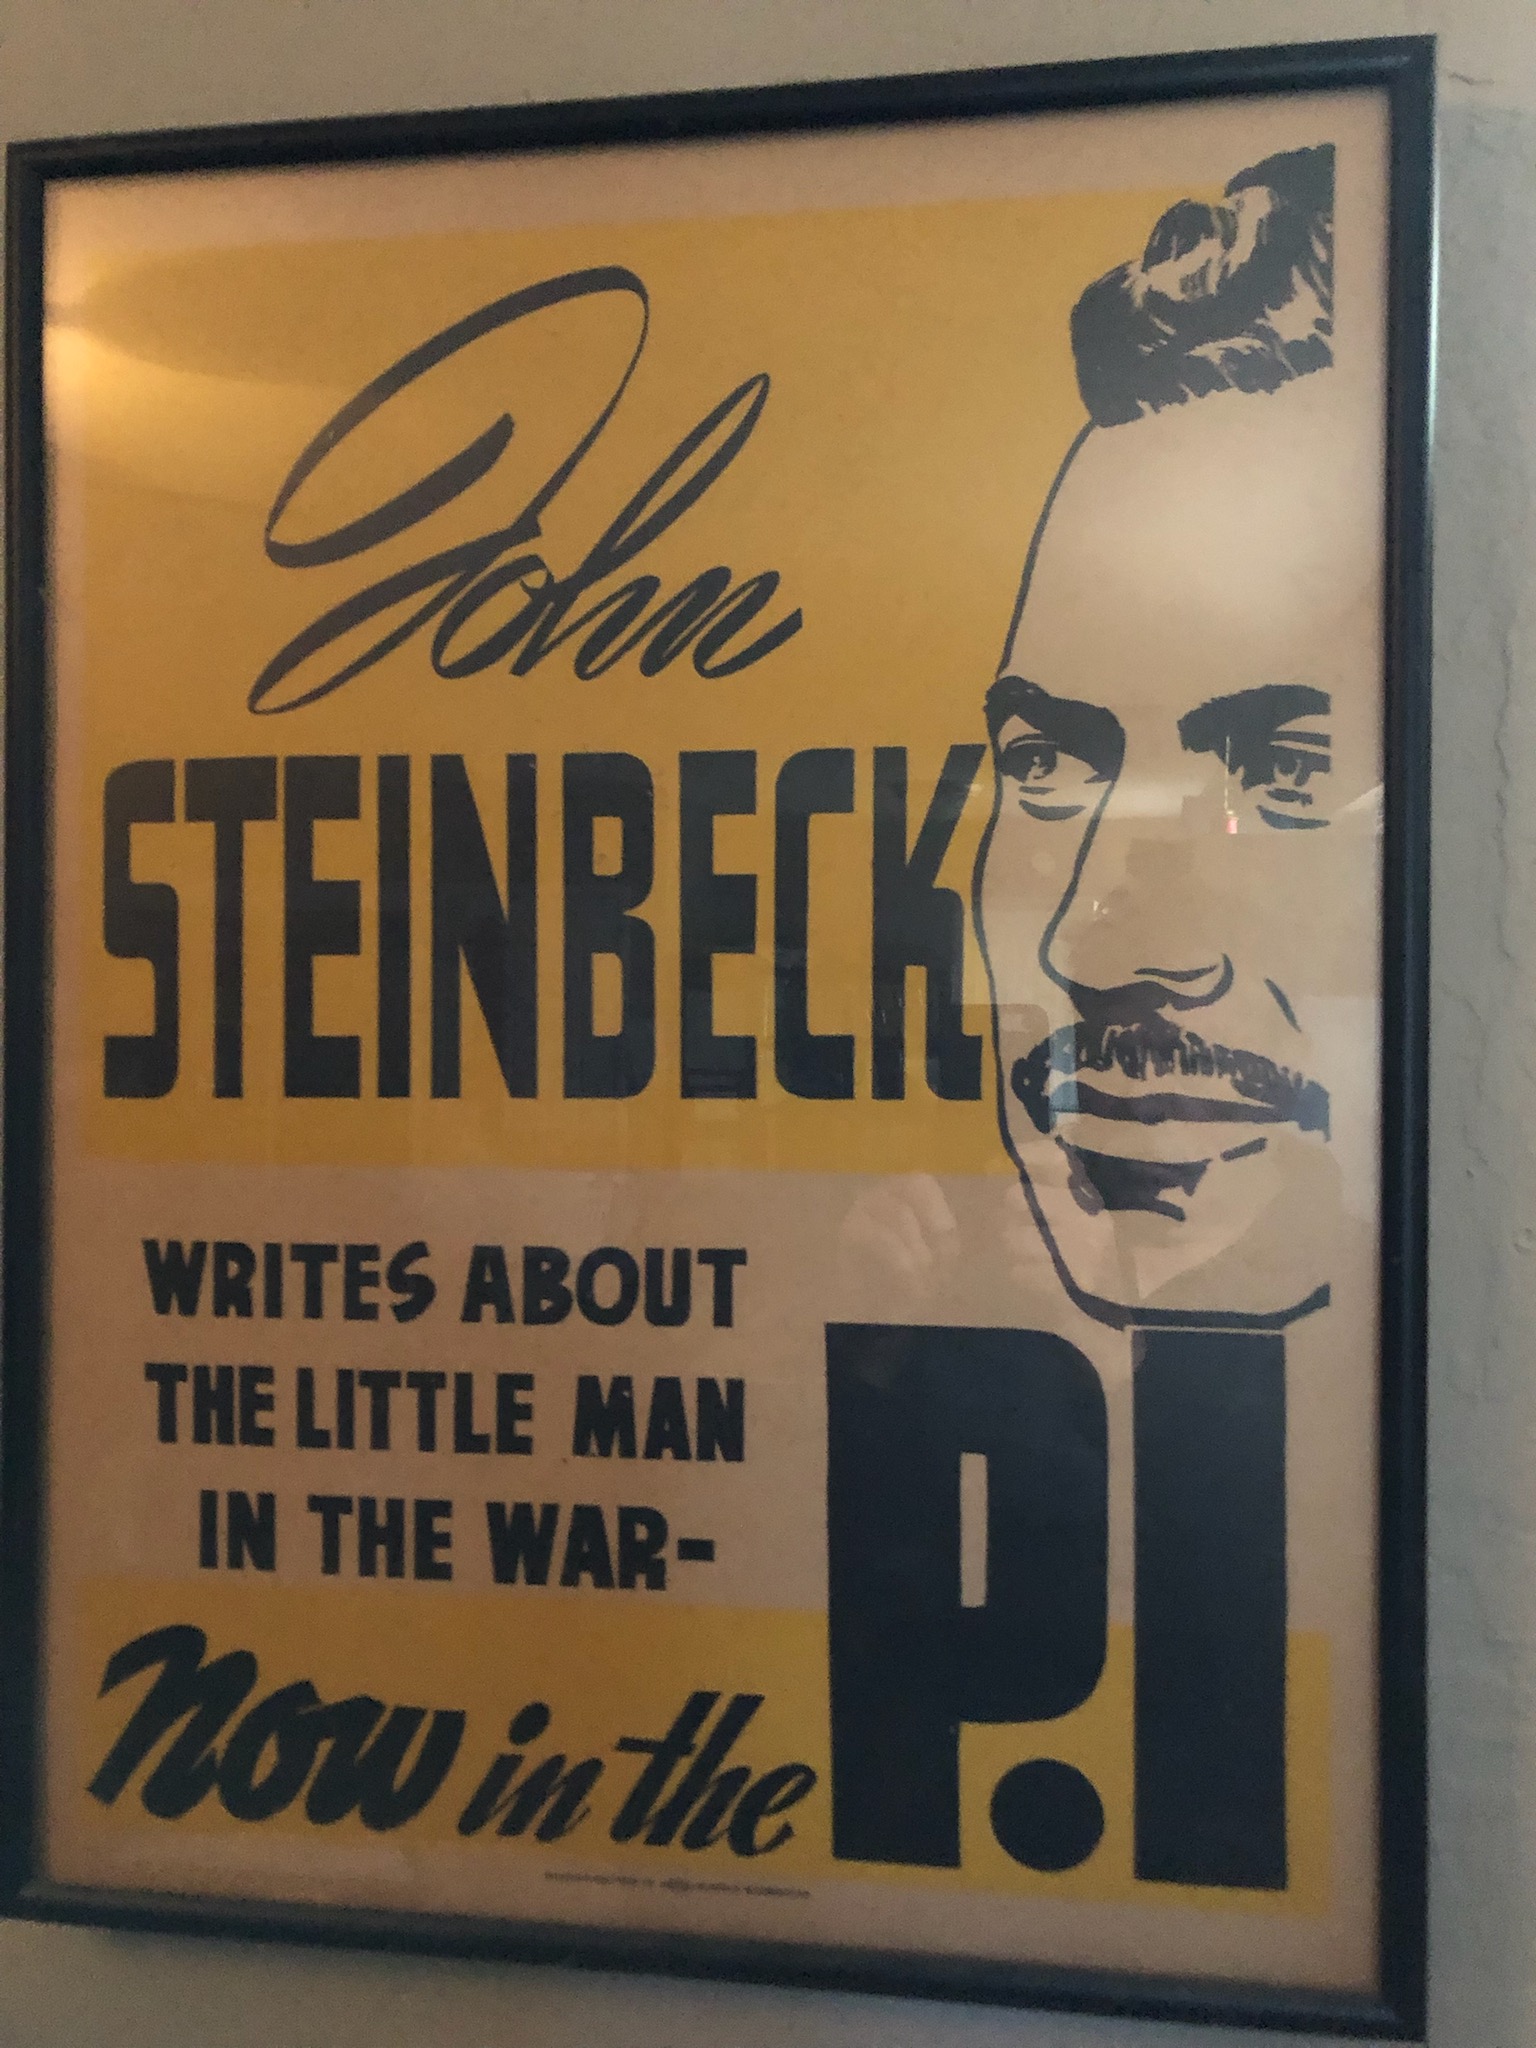 John
STEINBECK
WRITES ABOUT
THE LITTLE MAN
IN THE WAR-
Now in the P.I